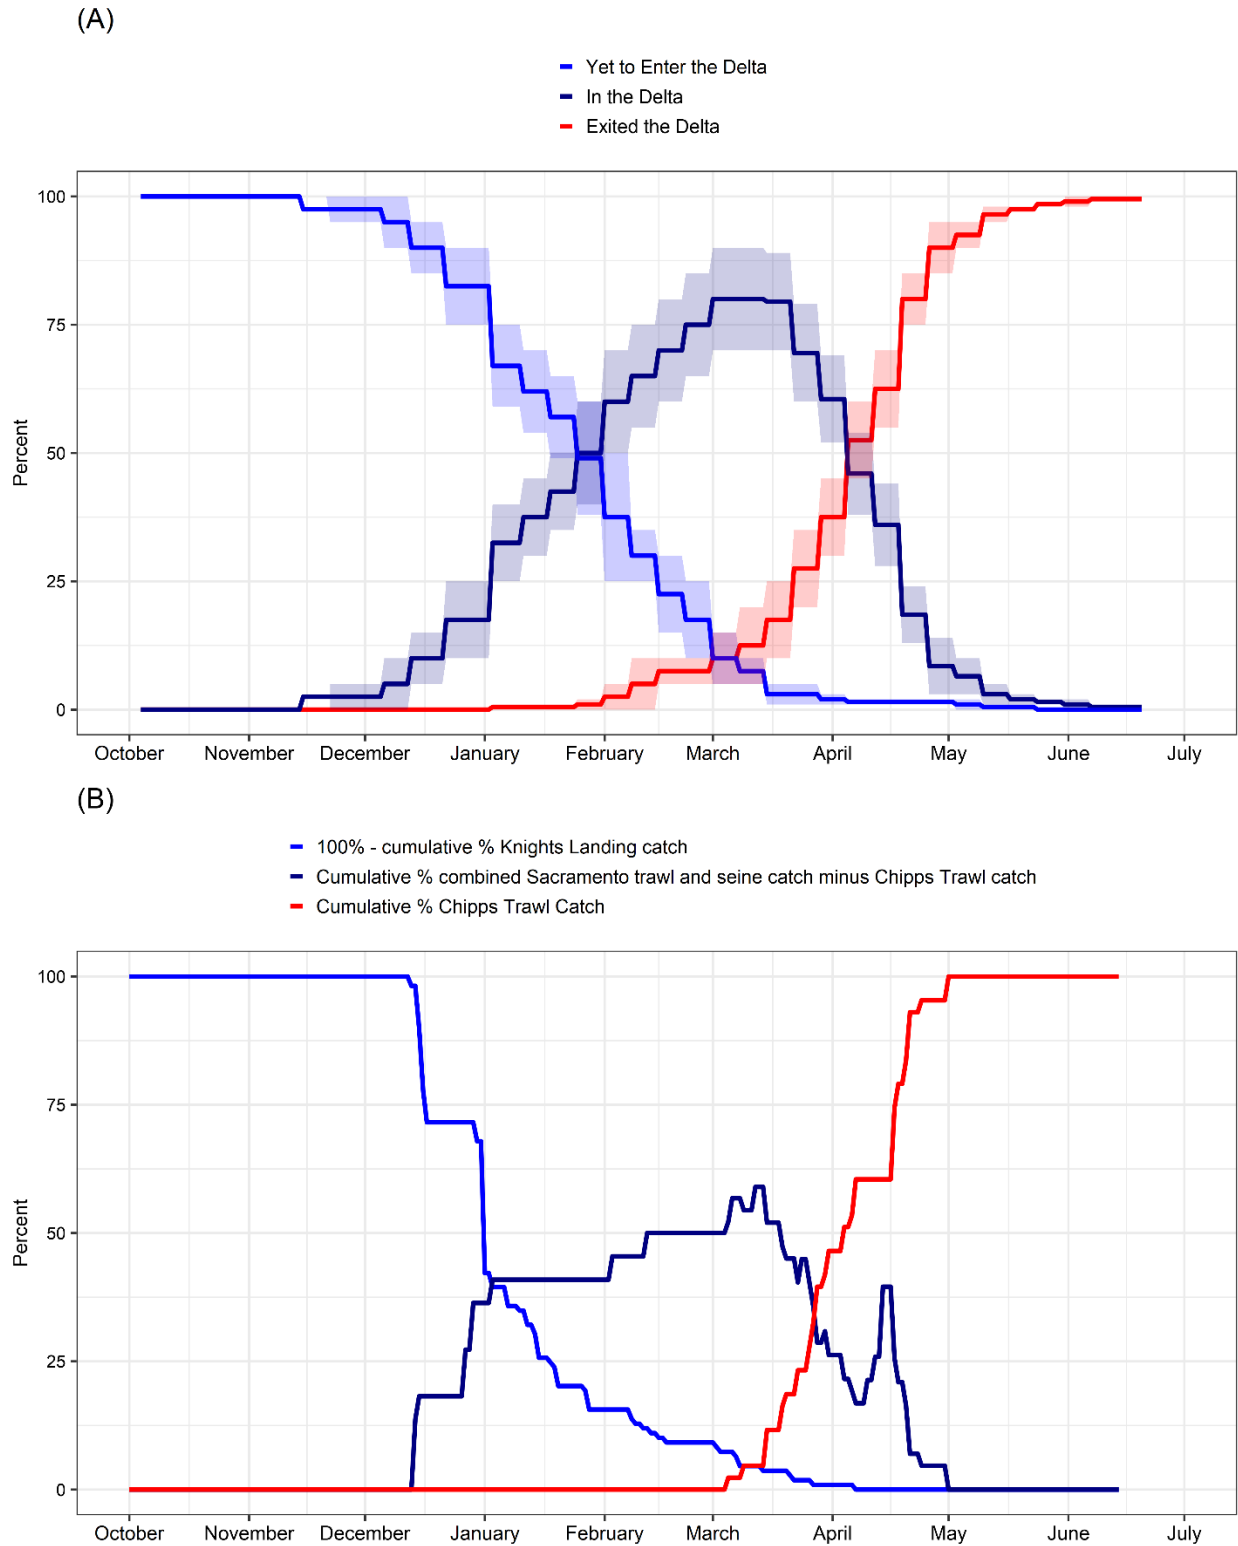 (A)
Yet to Enter the Delta
In the Delta
Exited the Delta
100
75
50
25
0
Percent
October November December January February March April May June July
(B)
100% - cumulative % Knights Landing catch
Cumulative % combined Sacramento trawl and seine catch minus Chipps Trawl catch
Cumulative % Chipps Trawl Catch
100
75
50
25
0
Percent
October November December January February March April May June July